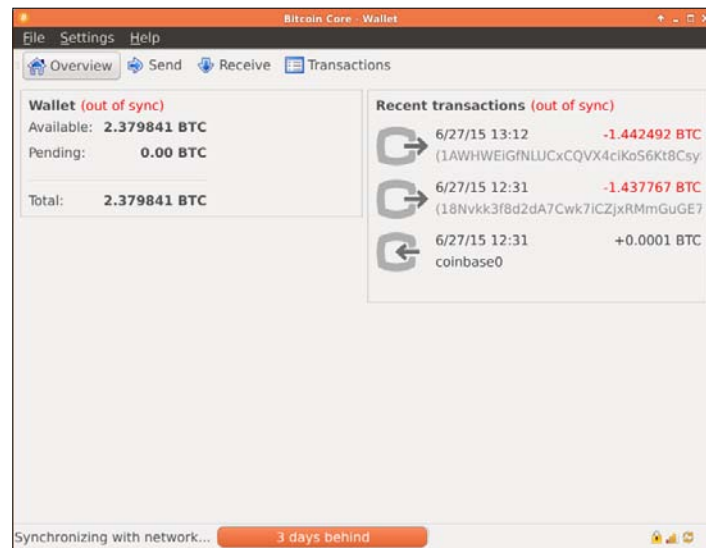 Bitcoin Core - Wallet
File Settings Help
Overview Send Receive Transactions
Wallet (out of sync)
Available: 2.379841 BTC
Pending: 0.00 BTC
Total: 2.379841 BTC
Recent transactions (out of sync)
6/27/15 13:12 -1.442492 BTC
(1AWHWEiGfNLUCxCQVX4ciKoS6Kt8Csy
6/27/15 12:31 -1.437767 BTC
(18Nvkk3f8d2dA7Cwk7iCZjxRMmGuGE7
6/27/15 12:31 +0.0001 BTC
coinbase0
Synchronizing with network... 3 days behind